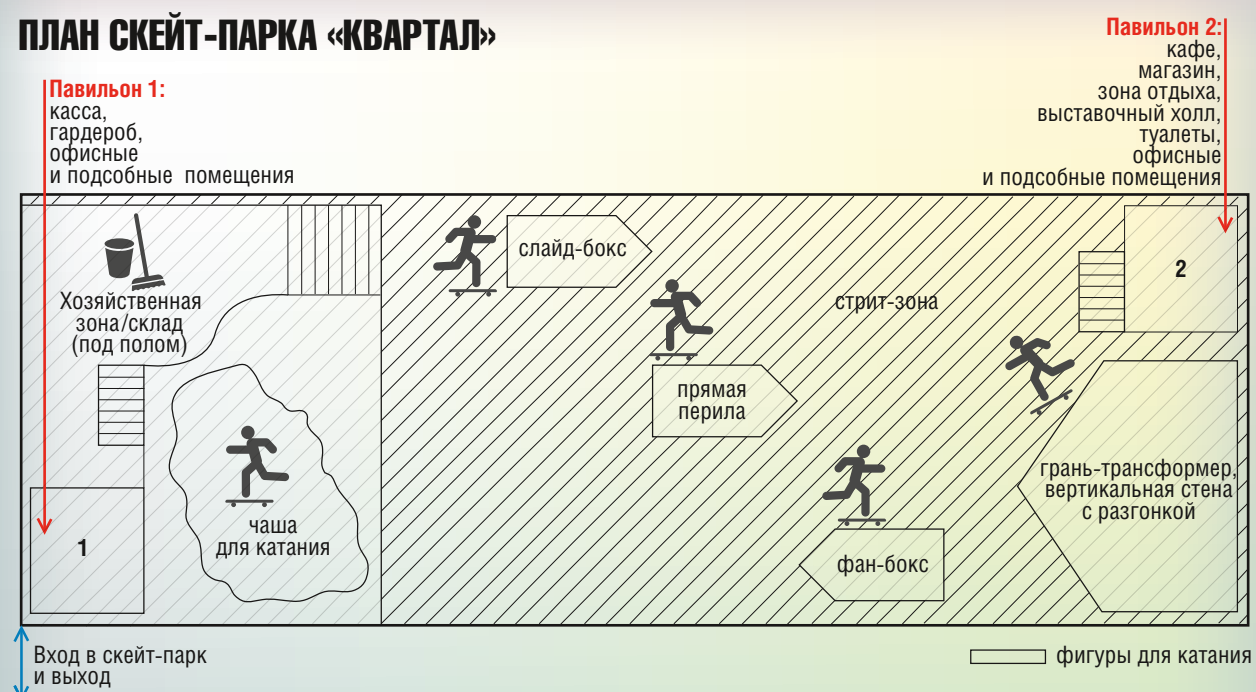 ПЛАН СКЕЙТ-ПАРКА «КВАРТАЛ»
Павильон 1:
касса,
гардероб,
офисные
и подсобные помещения
Павильон 2:
кафе,
магазин,
зона отдыха,
выставочный холл,
туалеты,
офисные
и подсобные помещения
Хозяйственная
зона/склад
(под полом)
слайд-бокс
стрит-зона
2
прямая
перила
грань-трансформер,
вертикальная стена
с разгонкой
чаша
для катания
1
фан-бокс
Вход в скейт-парк
и выход
фигуры для катания